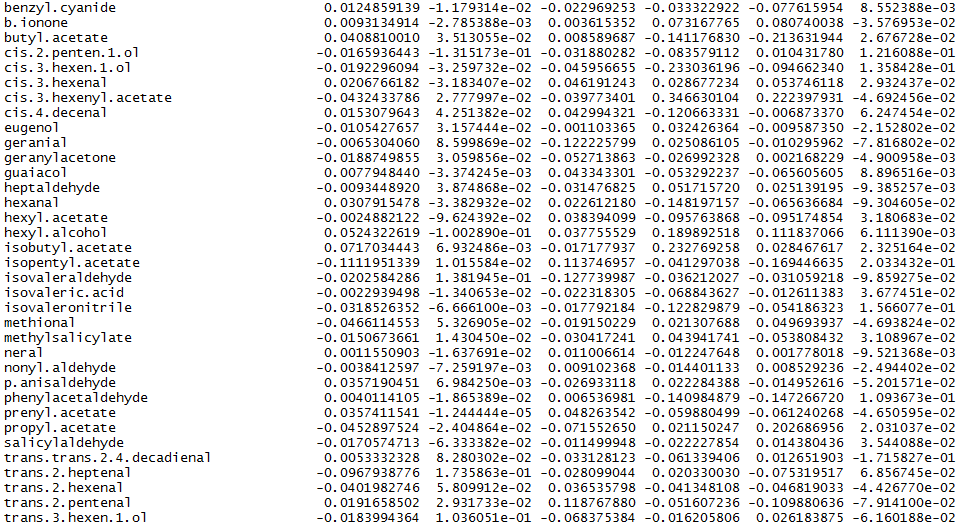 benzyl.cyanide 0.0124859139 -1.179314e-02 -0.022969253 -0.033322922 -0.077615954 8.552388e-03
b.ionone 0.0093134914 -2.785388e-03 0.003615352 0.073167765 0.080740038 -3.576953e-02
butyl.acetate 0.0408810010 3.513055e-02 0.008589687 -0.141176830 -0.213631944 2.676728e-02
cis.2.penten.1.ol -0.0165936443 -1.315173e-01 -0.031880282 -0.083579112 0.010431780 1.216088e-01
cis.3.hexen.1.ol -0.0192296094 -3.259732e-02 -0.045956655 -0.233036196 -0.094662340 1.358428e-01
cis.3.hexenal 0.0206766182 -3.183407e-02 0.046191243 0.028677234 0.053746118 2.932437e-02
cis.3.hexenyl.acetate -0.0432433786 2.777997e-02 -0.039773401 0.346630104 0.222397931 -4.692456e-02
cis.4.decenal 0.0153079643 4.251382e-02 0.042994321 -0.120663331 -0.006873370 6.247454e-02
eugenol -0.0105427657 3.157444e-02 -0.001103365 0.032426364 -0.009587350 -2.152802e-02
geranial -0.0065304060 8.599869e-02 -0.122225799 0.025086105 -0.010295962 -7.816802e-02
geranylacetone -0.0188749855 3.059856e-02 -0.052713863 -0.026992328 0.002168229 -4.900958e-03
guaiacol 0.0077948440 -3.374245e-03 0.043343301 -0.053292237 -0.065605605 8.896516e-03
heptaldehyde -0.0093448920 3.874868e-02 -0.031476825 0.051715720 0.025139195 -9.385257e-03
hexanal 0.0307915478 -3.382932e-02 0.022612180 -0.148197157 -0.065636684 -9.304605e-02
hexyl.acetate -0.0024882122 -9.624392e-02 0.038394099 -0.095763868 -0.095174854 3.180683e-02
hexyl.alcohol 0.0524322619 -1.002890e-01 0.037755529 0.189892518 0.111837066 6.111390e-03
isobutyl.acetate 0.0717034443 6.932486e-03 -0.017177937 0.232769258 0.028467617 2.325164e-02
isopentyl.acetate -0.1111951339 1.015584e-02 0.113746957 -0.041297038 -0.169446635 2.033432e-01
isovaleraldehyde -0.0202584286 1.381945e-01 -0.127739987 -0.036212027 -0.031059218 -9.859275e-02
isovaleric.acid -0.0022939498 -1.340653e-02 -0.022318305 -0.068843627 -0.012611383 3.677451e-02
isovaleronitrile -0.0318526352 -6.666100e-03 -0.017792184 -0.122829879 -0.054186323 1.566077e-01
methional -0.0466114553 5.326905e-02 -0.019150229 0.021307688 0.049693937 -4.693824e-02
methylsalicylate -0.0150673661 1.430450e-02 -0.030417241 0.043941741 -0.053808432 3.108967e-02
neral 0.0011550903 -1.637691e-02 0.011006614 -0.012247648 0.001778018 -9.521368e-03
nonyl.aldehyde -0.0038412597 -7.259197e-03 0.009102368 -0.014401133 0.008529236 -2.494402e-02
p.anisaldehyde 0.0357190451 6.984250e-03 -0.026933118 0.022284388 -0.014952616 -5.201571e-02
phenylacetaldehyde 0.0040114105 -1.865389e-02 0.006536981 -0.140984879 -0.147266720 1.093673e-01
prenyl.acetate 0.0357411541 -1.244444e-05 0.048263542 -0.059880499 -0.061240268 -4.650595e-02
propyl.acetate -0.0452897524 -2.404864e-02 -0.071552650 0.021150247 0.202686956 2.031037e-02
salicylaldehyde -0.0170574713 -6.333382e-02 -0.011499948 -0.022227854 0.014380436 3.544088e-02
trans.trans.2.4.decadienal 0.0053332328 8.280302e-02 -0.033128123 -0.061339406 0.012651903 -1.715827e-01
trans.2.heptenal -0.0967938776 1.735863e-01 -0.028099044 0.020330030 -0.075319517 6.856745e-02
trans.2.hexenal -0.0401982746 5.809912e-02 0.036535798 -0.041348108 -0.046819033 -4.426770e-02
trans.2.pentenal 0.0191658502 2.931733e-02 0.118767880 -0.051607236 -0.109880636 -7.914100e-02
trans.3.hexen.1.ol -0.0183994364 1.036051e-01 -0.068375384 -0.016205806 0.026183875 -6.160188e-02